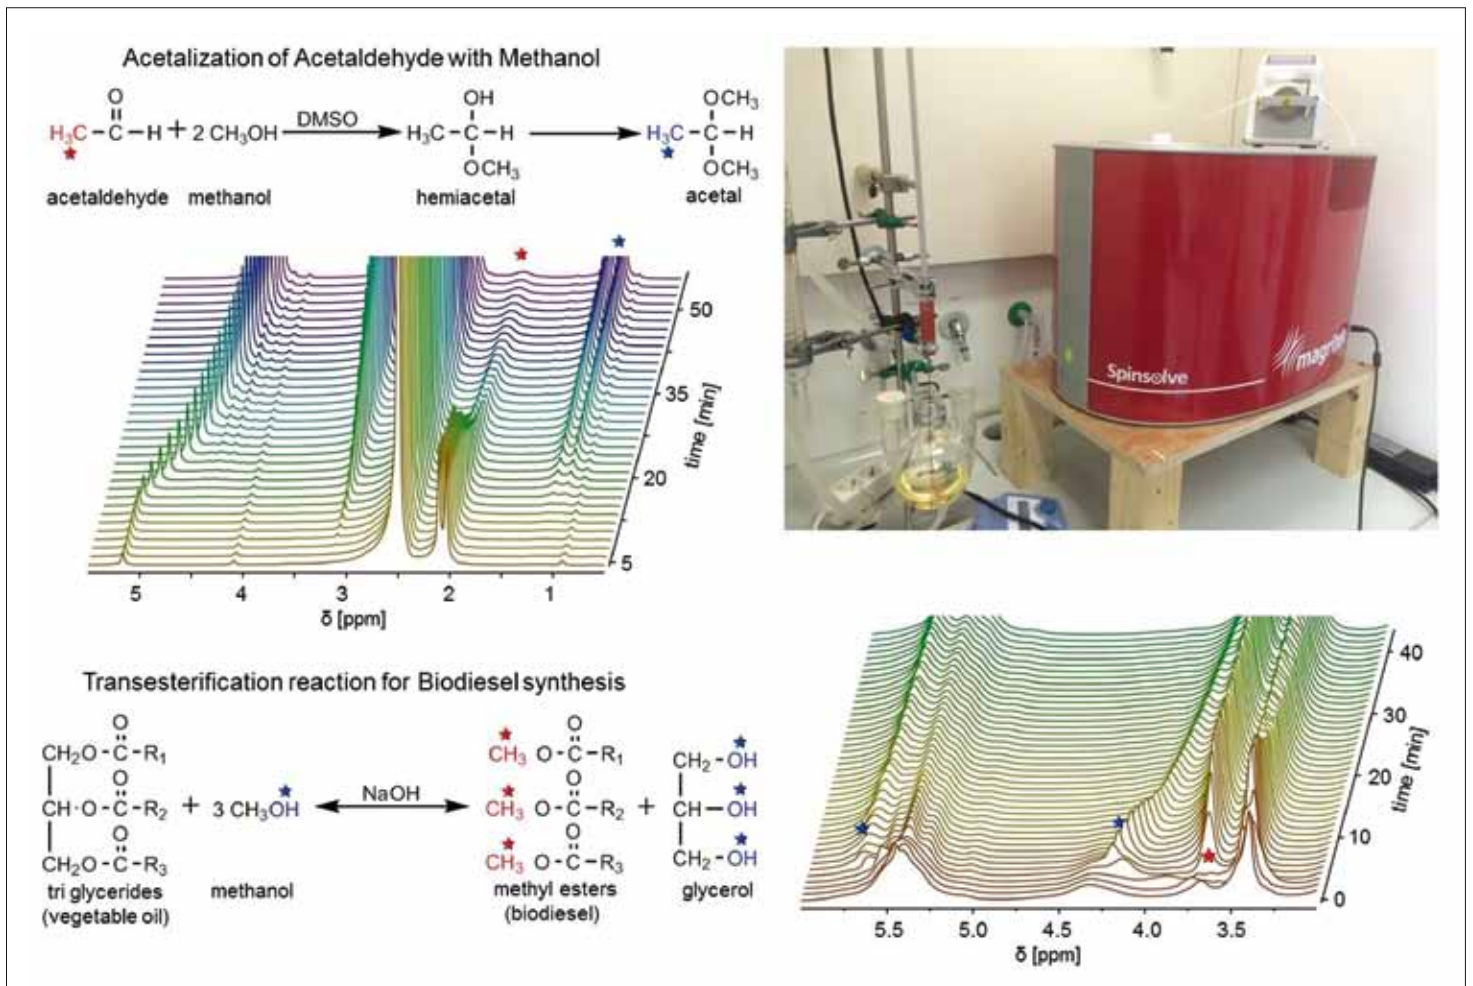 Acetalization of Acetaldehyde with Methanol
O
H₃C - C - H + 2 CH₃OH
DMSO
OH
H₃C - C - H
OCH₃
OCH₃
H₃C - C - H
OCH₃
acetaldehyde methanol hemiacetal acetal
50
35
20
5
time [min]
5 4 3 2 1
δ [ppm]
Spinsolve
Transesterification reaction for Biodiesel synthesis
O
CH₂O - C - R₁
O
CH · O - C - R₂
O
CH₂O - C - R₃
+ 3 CH₃OH
NaOH
O
CH₃ O - C - R₁
O
CH₃ O - C - R₂
O
CH₃ O - C - R₃
+
CH₂ - OH
CH - OH
CH₂ - OH
tri glycerides
(vegetable oil)
methanol
methyl esters
(biodiesel)
glycerol
40
30
20
10
0
time [min]
5.5 5.0 4.5 4.0 3.5
δ [ppm]